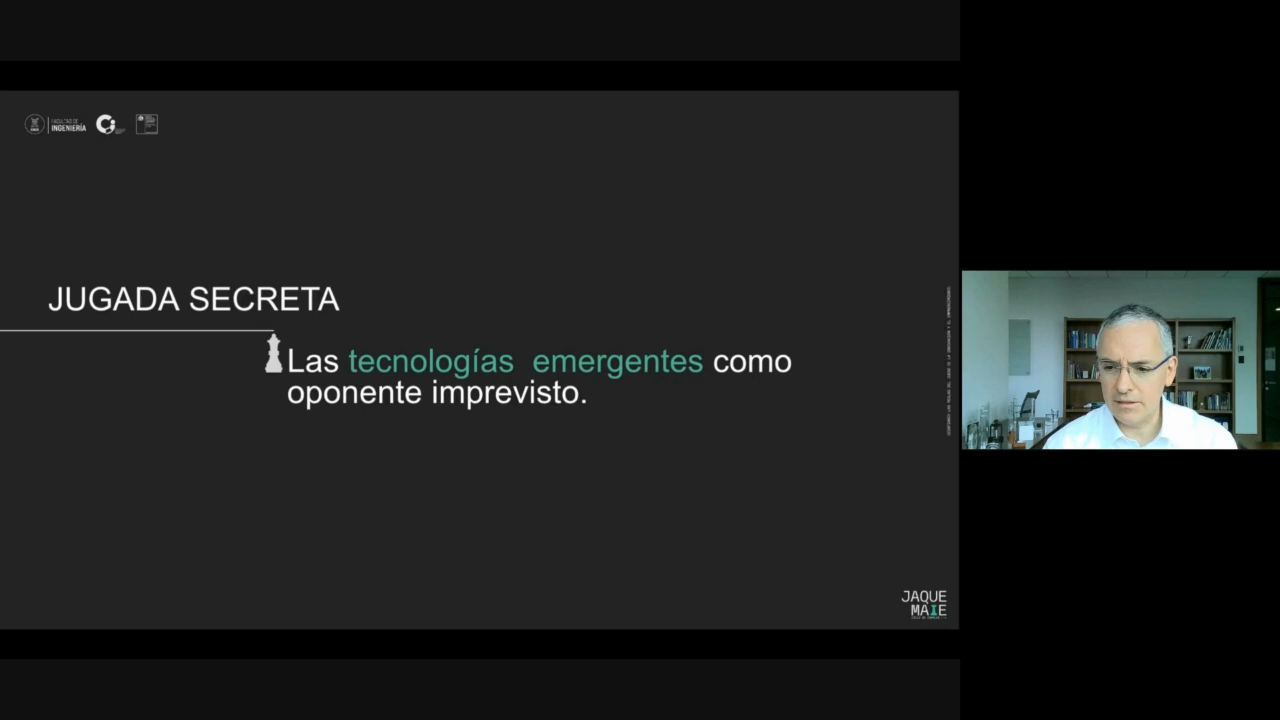 FACULTAD DE
INGENIERÍA
JUGADA SECRETA
Las tecnologías emergentes como
oponente imprevisto.
JAQUE
MATE